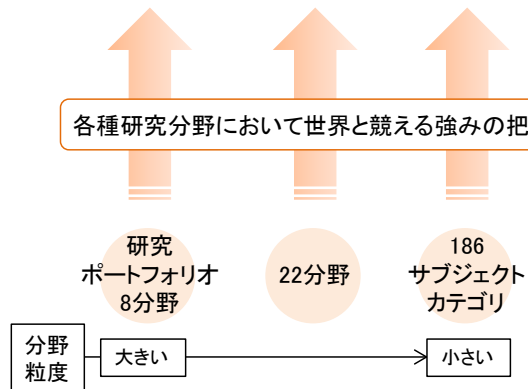 各種研究分野において世界と競える強みの把
研究
ポートフォリオ
8分野
22分野
186
サブジェクト
カテゴリ
分野
粒度
大きい
小さい